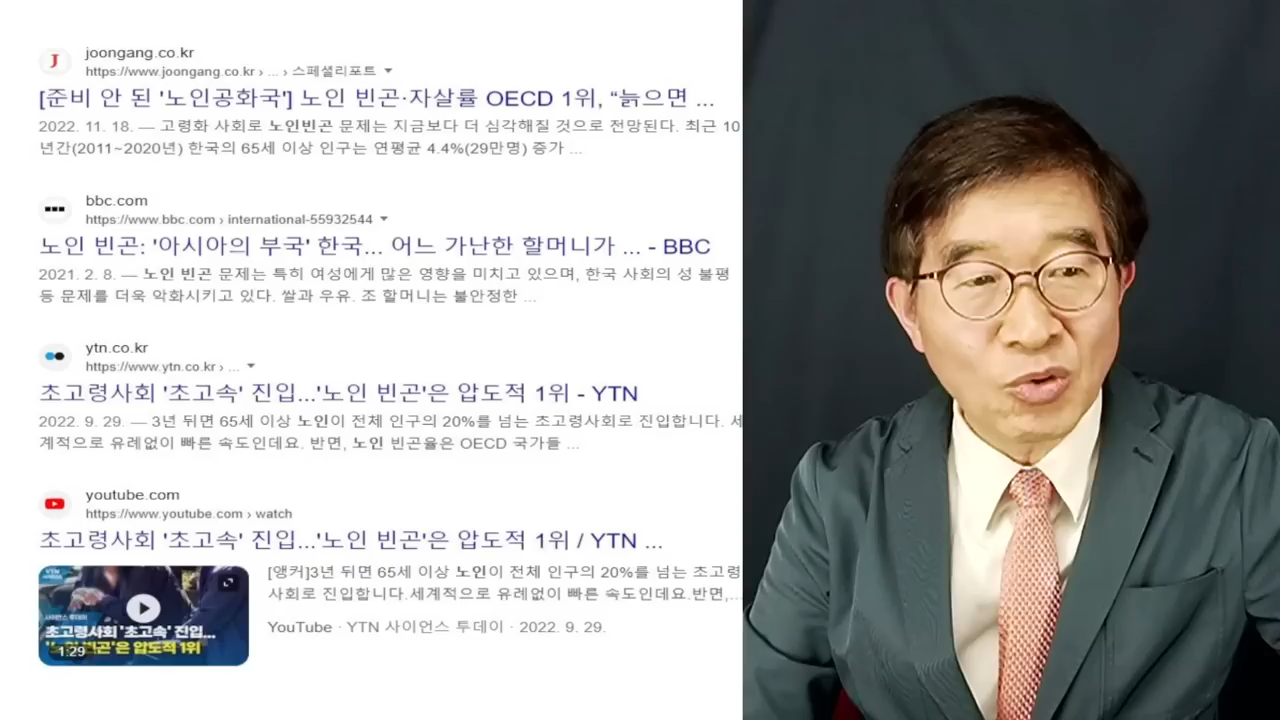 joongang.co.kr
https://www.joongang.co.kr › ... › 스페셜리포트
[준비 안 된 '노인공화국'] 노인 빈곤·자살률 OECD 1위, “늙으면 ...
2022. 11. 18. — 고령화 사회로 노인빈곤 문제는 지금보다 더 심각해질 것으로 전망된다. 최근 10
년간(2011~2020년) 한국의 65세 이상 인구는 연평균 4.4%(29만명) 증가 ...
bbc.com
https://www.bbc.com › international-55932544
노인 빈곤: '아시아의 부국' 한국... 어느 가난한 할머니가 ... - BBC
2021. 2. 8. — 노인 빈곤 문제는 특히 여성에게 많은 영향을 미치고 있으며, 한국 사회의 성 불평
등 문제를 더욱 악화시키고 있다. 쌀과 우유. 조 할머니는 불안정한 ...
ytn.co.kr
https://www.ytn.co.kr › ...
초고령사회 '초고속' 진입...'노인 빈곤'은 압도적 1위 - YTN
2022. 9. 29. — 3년 뒤면 65세 이상 노인이 전체 인구의 20%를 넘는 초고령사회로 진입합니다. 세
계적으로 유례없이 빠른 속도인데요. 반면, 노인 빈곤율은 OECD 국가들 ...
youtube.com
https://www.youtube.com › watch
초고령사회 '초고속' 진입...'노인 빈곤'은 압도적 1위 / YTN ...
[앵커]3년 뒤면 65세 이상 노인이 전체 인구의 20%를 넘는 초고령
사회로 진입합니다.세계적으로 유례없이 빠른 속도인데요.반면,...
YouTube · YTN 사이언스 투데이 · 2022. 9. 29.
YTN
사이언스 투데이
초고령사회 '초고속' 진입...
빈곤'은 압도적 1위
1:29